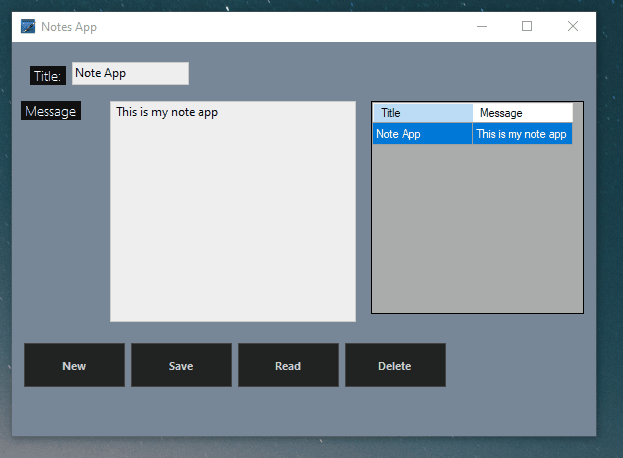 Notes App
Title:
Note App
Message
This is my note app
Title Message
Note App This is my note app
New Save Read Delete